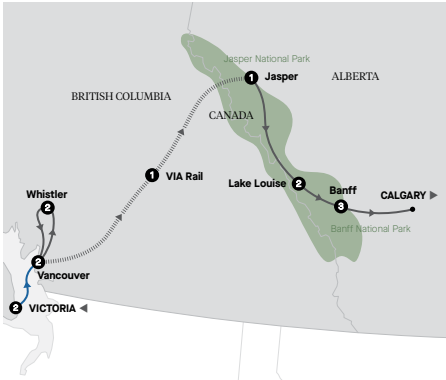 Jasper National Park
1 Jasper
ALBERTA
BRITISH COLUMBIA
CANADA
1 VIA Rail
Lake Louise 2
Banff
3
CALGARY
Whistler
2
Banff National Park
2
Vancouver
2 VICTORIA